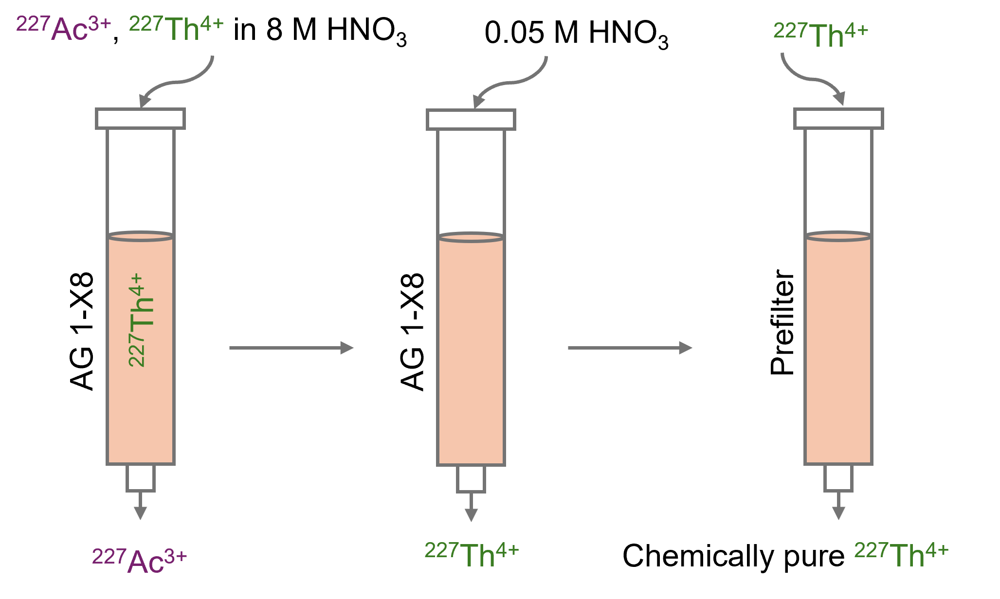 ²²⁷Ac³⁺, ²²⁷Th⁴⁺ in 8 M HNO₃
0.05 M HNO₃
²²⁷Th⁴⁺
AG 1-X8
²²⁷Th⁴⁺
AG 1-X8
Prefilter
²²⁷Ac³⁺
²²⁷Th⁴⁺
Chemically pure ²²⁷Th⁴⁺